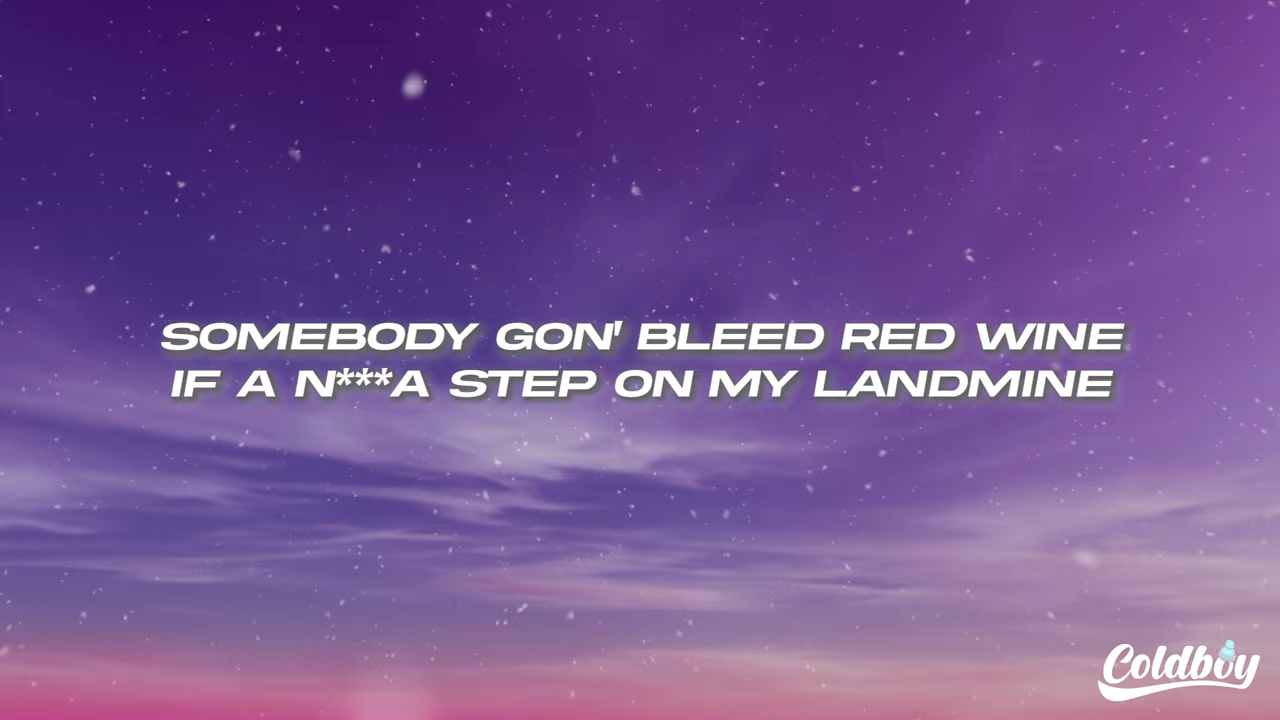 SOMEBODY GON' BLEED RED WINE
IF A N***A STEP ON MY LANDMINE
Coldboy